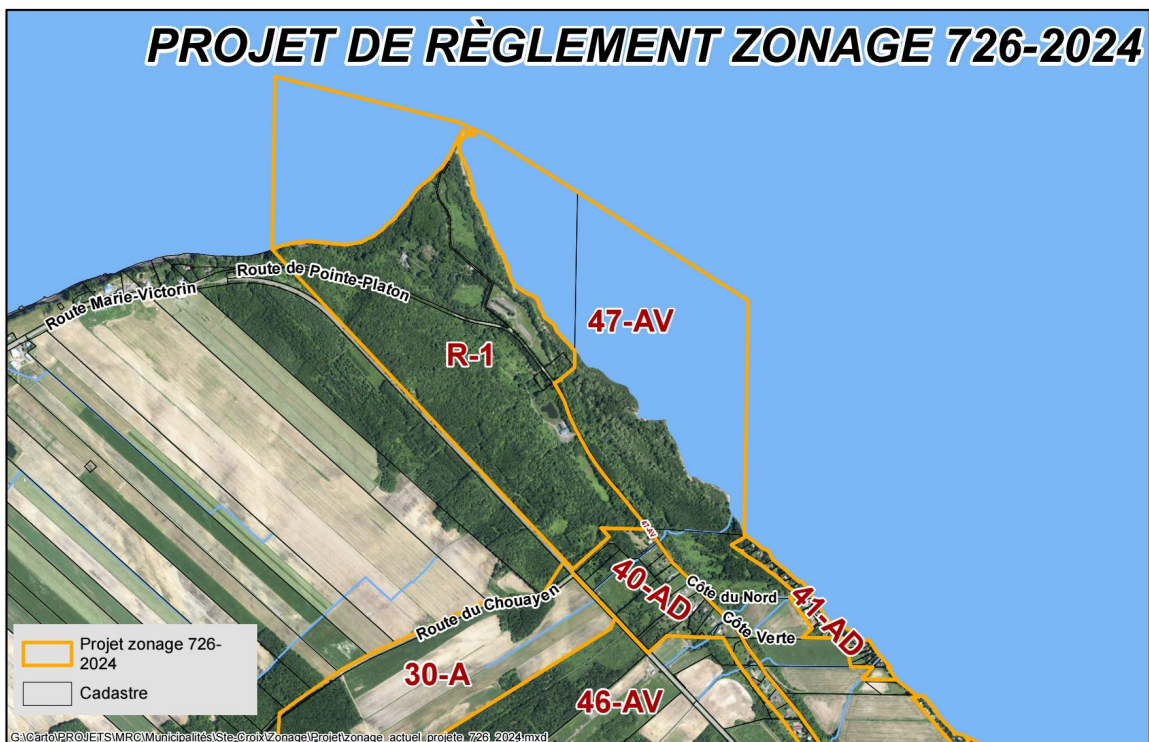 PROJET DE RÈGLEMENT ZONAGE 726-2024
Route de Pointe-Platon
Route Marie-Victorin
47-AV
R-1
47-AV
40-AD
Côte du Nord
41-AD
Route du Chouayen
Côte Verte
30-A
46-AV
Projet zonage 726-
2024
Cadastre
G:\Carto\PROJETS\MRC\Municipalités\Ste-Croix\Zonage\Projet\zonage_actuel_projete_726_2024.mxd